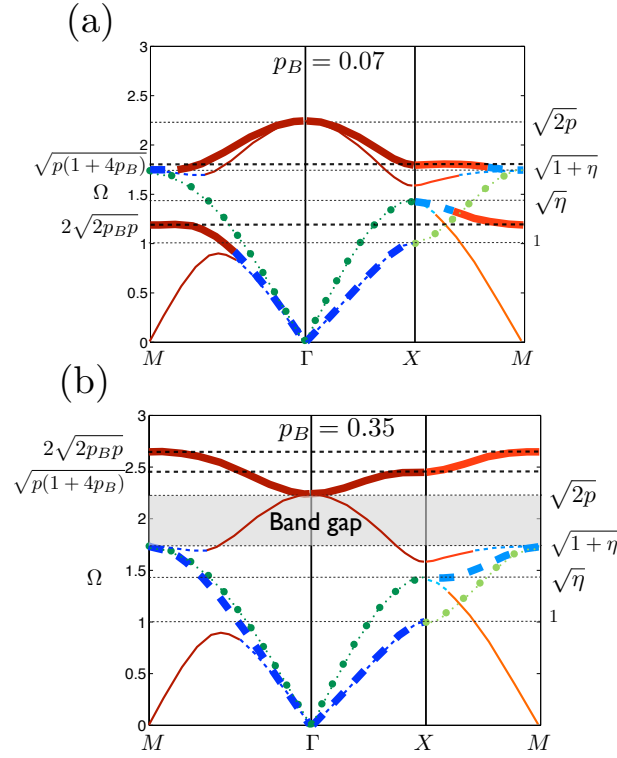 (a)
p_B = 0.07
3
2.5
2
1.5
1
0.5
0
√p(1+4p_B)
Ω
2√2p_Bp
√2p
√1+η
√η
1
M Γ X M
(b)
p_B = 0.35
3
2.5
2
1.5
1
0.5
0
2√2p_Bp
√p(1+4p_B)
Ω
Band gap
√2p
√1+η
√η
1
M Γ X M